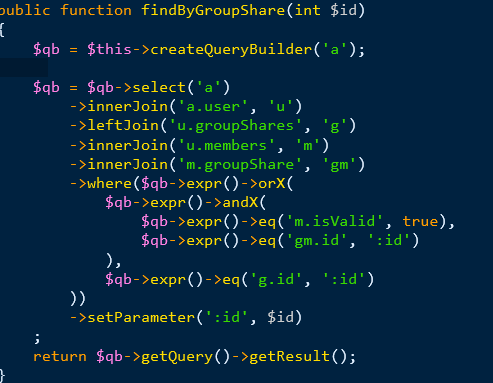 public function findByGroupShare(int $id)
{
    $qb = $this->createQueryBuilder('a');

    $qb = $qb->select('a')
        ->innerJoin('a.user', 'u')
        ->leftJoin('u.groupShares', 'g')
        ->innerJoin('u.members', 'm')
        ->innerJoin('m.groupShare', 'gm')
        ->where($qb->expr()->orX(
            $qb->expr()->andX(
                $qb->expr()->eq('m.isValid', true),
                $qb->expr()->eq('gm.id', ':id')
            ),
            $qb->expr()->eq('g.id', ':id')
        ))
        ->setParameter(':id', $id)
    ;
    return $qb->getQuery()->getResult();
}